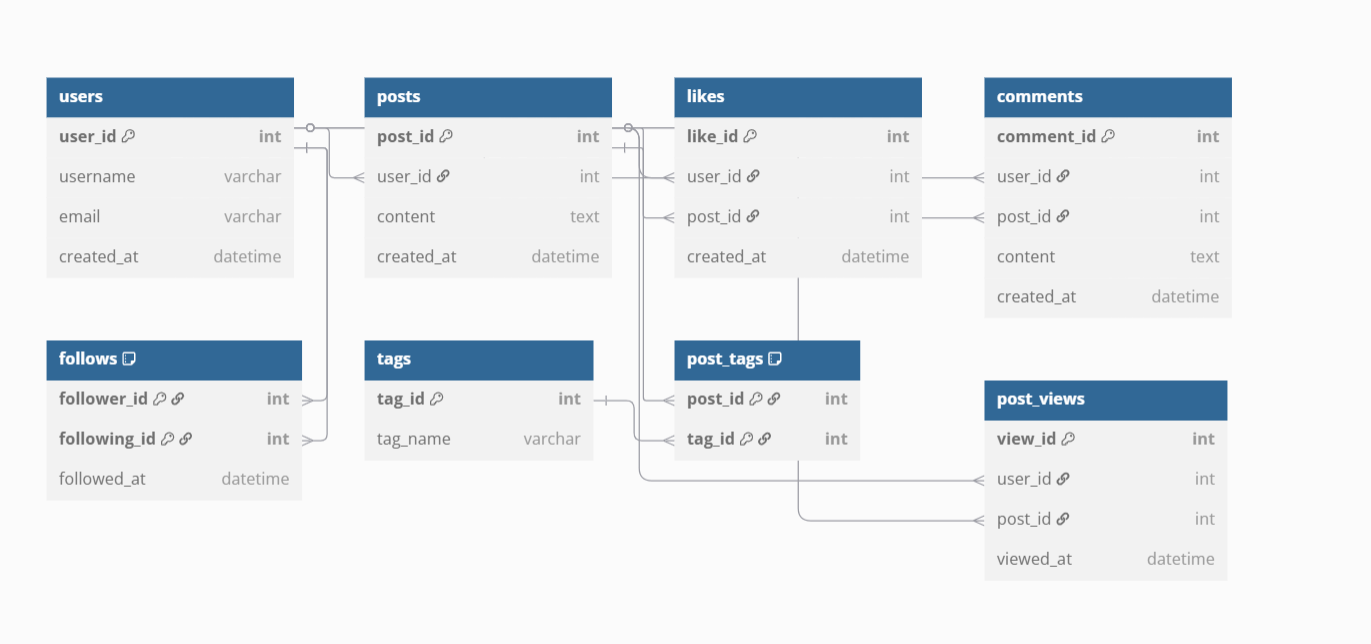 users
user_id int
username varchar
email varchar
created_at datetime
posts
post_id int
user_id int
content text
created_at datetime
likes
like_id int
user_id int
post_id int
created_at datetime
comments
comment_id int
user_id int
post_id int
content text
created_at datetime
follows
follower_id int
following_id int
followed_at datetime
tags
tag_id int
tag_name varchar
post_tags
post_id int
tag_id int
post_views
view_id int
user_id int
post_id int
viewed_at datetime